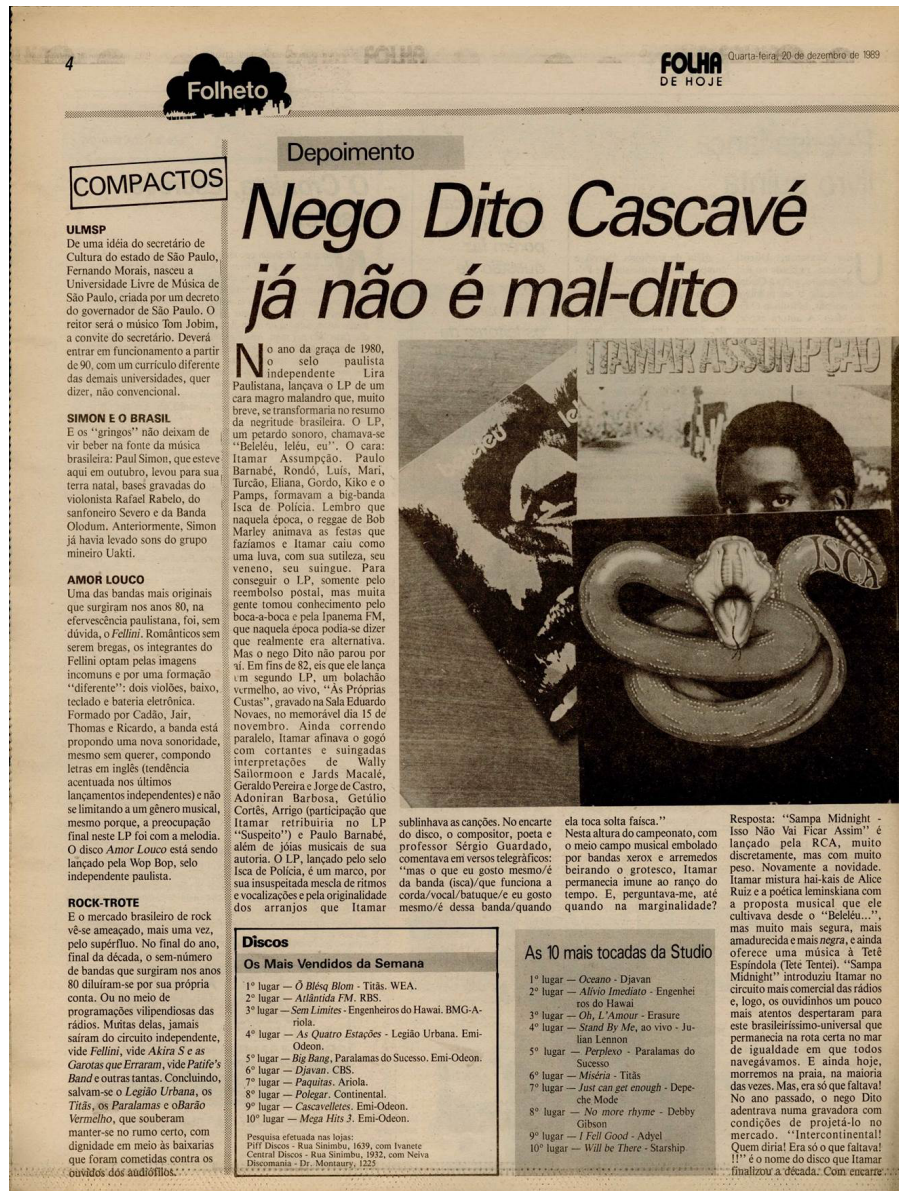 4
Folheto
FOLHA
DE HOJE
Quarta-feira, 20 de dezembro de 1989
COMPACTOS
ULMSP
De uma idéia do secretário de
Cultura do estado de São Paulo,
Fernando Morais, nasceu a
Universidade Livre de Música de
São Paulo, criada por um decreto
do governador de São Paulo. O
reitor será o músico Tom Jobim,
a convite do secretário. Deverá
entrar em funcionamento a partir
de 90, com um currículo diferente
das demais universidades, quer
dizer, não convencional.
SIMON E O BRASIL
E os "gringos" não deixam de
vir beber na fonte da música
brasileira: Paul Simon, que esteve
aqui em outubro, levou para sua
terra natal, bases gravadas do
violonista Rafael Rabelo, do
sanfoneiro Severo e da Banda
Olodum. Anteriormente, Simon
já havia levado sons do grupo
mineiro Uakti.
AMOR LOUCO
Uma das bandas mais originais
que surgiram nos anos 80, na
efervescência paulistana, foi, sem
dúvida, o Fellini. Românticos sem
serem bregas, os integrantes do
Fellini optam pelas imagens
incomuns e por uma formação
"diferente": dois violões, baixo,
teclado e bateria eletrônica.
Formado por Cadão, Jair,
Thomas e Ricardo, a banda está
propondo uma nova sonoridade,
mesmo sem querer, compondo
letras em inglês (tendência
acentuada nos últimos
lançamentos independentes) e não
se limitando a um gênero musical,
mesmo porque, a preocupação
final neste LP foi com a melodia.
O disco Amor Louco está sendo
lançado pela Wop Bop, selo
independente paulista.
ROCK-TROTE
E o mercado brasileiro de rock
vê-se ameaçado, mais uma vez,
pelo supérfluo. No final do ano,
final da década, o sem-número
de bandas que surgiram nos anos
80 diluíram-se por sua própria
conta. Ou no meio de
programações vilipendiosas das
rádios. Muitas delas, jamais
saíram do circuito independente,
vide Fellini, vide Akira S e as
Garotas que Erraram, vide Patife's
Band e outras tantas. Concluindo,
salvam-se o Legião Urbana, os
Titãs, os Paralamas e oBarão
Vermelho, que souberam
manter-se no rumo certo, com
dignidade em meio às baixarias
que foram cometidas contra os
ouvidos dos audiófilos.
Depoimento
Nego Dito Cascavé
já não é mal-dito
No ano da graça de 1980,
o selo paulista
independente Lira
Paulistana, lançava o LP de um
cara magro malandro que, muito
breve, se transformaria no resumo
da negritude brasileira. O LP,
um petardo sonoro, chamava-se
"Beleléu, leléu, eu". O cara:
Itamar Assumpção. Paulo
Barnabé, Rondó, Luís, Mari,
Turcão, Eliana, Gordo, Kiko e o
Pamps, formavam a big-banda
Isca de Polícia. Lembro que
naquela época, o reggae de Bob
Marley animava as festas que
fazíamos e Itamar caiu como
uma luva, com sua sutileza, seu
veneno, seu suingue. Para
conseguir o LP, somente pelo
reembolso postal, mas muita
gente tomou conhecimento pelo
boca-a-boca e pela Ipanema FM,
que naquela época podia-se dizer
que realmente era alternativa.
Mas o nego Dito não parou por
aí. Em fins de 82, eis que ele lança
um segundo LP, um bolachão
vermelho, ao vivo, "Às Próprias
Custas", gravado na Sala Eduardo
Novaes, no memorável dia 15 de
novembro. Ainda correndo
paralelo, Itamar afinava o gogó
com cortantes e suingadas
interpretações de Wally
Sailormoon e Jards Macalé,
Geraldo Pereira e Jorge de Castro,
Adoniran Barbosa, Getúlio
Cortês, Arrigo (participação que
Itamar retribuiria no LP
"Suspeito") e Paulo Barnabé,
além de jóias musicais de sua
autoria. O LP, lançado pelo selo
Isca de Polícia, é um marco, por
sua insuspeitada mescla de ritmos
e vocalizações e pela originalidade
dos arranjos que Itamar
ITAMAR ASSUMPÇÃO
ISCA
sublinhava as canções. No encarte
do disco, o compositor, poeta e
professor Sérgio Guardado,
comentava em versos telegráficos:
"mas o que eu gosto mesmo/é
da banda (isca)/que funciona a
corda/vocal/batuque/e eu gosto
mesmo/é dessa banda/quando
ela toca solta faísca."
Nesta altura do campeonato, com
o meio campo musical embolado
por bandas xerox e arremedos
beirando o grotesco, Itamar
permanecia imune ao ranço do
tempo. E, perguntava-me, até
quando na marginalidade?
Resposta: "Sampa Midnight -
Isso Não Vai Ficar Assim" é
lançado pela RCA, muito
discretamente, mas com muito
peso. Novamente a novidade.
Itamar mistura hai-kais de Alice
Ruiz e a poética leminskiana com
a proposta musical que ele
cultivava desde o "Beleléu...",
mas muito mais segura, mais
amadurecida e mais negra, e ainda
oferece uma música à Tetê
Espíndola (Tetê Tentei). "Sampa
Midnight" introduziu Itamar no
circuito mais comercial das rádios
e, logo, os ouvidinhos um pouco
mais atentos despertaram para
este brasileiríssimo-universal que
permanecia na rota certa no mar
de igualdade em que todos
navegávamos. E ainda hoje,
morremos na praia, na maioria
das vezes. Mas, era só que faltava!
No ano passado, o nego Dito
adentrava numa gravadora com
condições de projetá-lo no
mercado. "Intercontinental!
Quem diria! Era só o que faltava!
!!" é o nome do disco que Itamar
finalizou a década. Com encarte
Discos
Os Mais Vendidos da Semana
1º lugar — Õ Blésq Blom - Titãs. WEA.
2º lugar — Atlântida FM. RBS.
3º lugar — Sem Limites - Engenheiros do Hawai. BMG-A-
riola.
4º lugar — As Quatro Estações - Legião Urbana. Emi-
Odeon.
5º lugar — Big Bang, Paralamas do Sucesso. Emi-Odeon.
6º lugar — Djavan. CBS.
7º lugar — Paquitas. Ariola.
8º lugar — Polegar. Continental.
9º lugar — Cascavelletes. Emi-Odeon.
10º lugar — Mega Hits 3. Emi-Odeon.
Pesquisa efetuada nas lojas:
Piff Discos - Rua Sinimbu, 1639, com Ivanete
Central Discos - Rua Sinimbu, 1932, com Neiva
Discomania - Dr. Montaury, 1225
As 10 mais tocadas da Studio
1º lugar — Oceano - Djavan
2º lugar — Alívio Imediato - Engenhei
ros do Hawai
3º lugar — Oh, L'Amour - Erasure
4º lugar — Stand By Me, ao vivo - Ju-
lian Lennon
5º lugar — Perplexo - Paralamas do
Sucesso
6º lugar — Miséria - Titãs
7º lugar — Just can get enough - Depe-
che Mode
8º lugar — No more rhyme - Debby
Gibson
9º lugar — I Fell Good - Adyel
10º lugar — Will be There - Starship